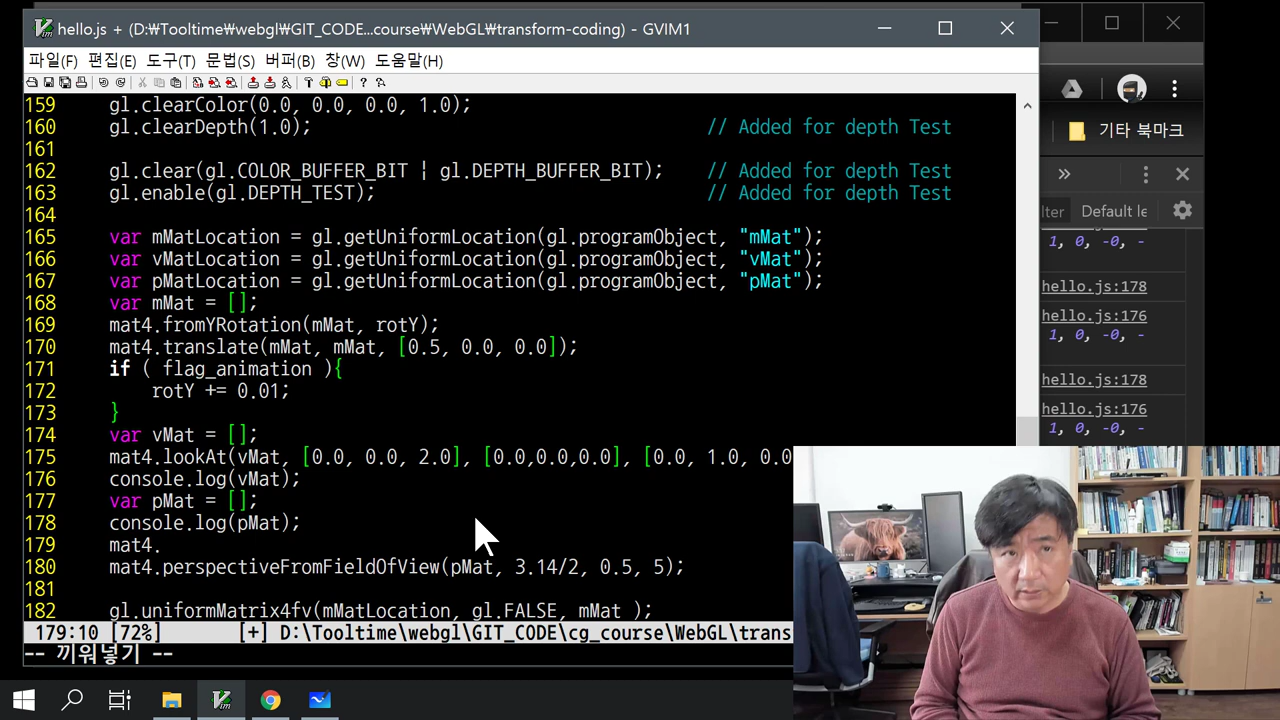 hello.js + (D:₩Tooltime₩webgl₩GIT_CODE...course₩WebGL₩transform-coding) - GVIM1
파일(F) 편집(E) 도구(T) 문법(S) 버퍼(B) 창(W) 도움말(H)
159 gl.clearColor(0.0, 0.0, 0.0, 1.0);
160 gl.clearDepth(1.0); // Added for depth Test
161
162 gl.clear(gl.COLOR_BUFFER_BIT | gl.DEPTH_BUFFER_BIT); // Added for depth Test
163 gl.enable(gl.DEPTH_TEST); // Added for depth Test
164
165 var mMatLocation = gl.getUniformLocation(gl.programObject, "mMat");
166 var vMatLocation = gl.getUniformLocation(gl.programObject, "vMat");
167 var pMatLocation = gl.getUniformLocation(gl.programObject, "pMat");
168 var mMat = [];
169 mat4.fromYRotation(mMat, rotY);
170 mat4.translate(mMat, mMat, [0.5, 0.0, 0.0]);
171 if ( flag_animation ){
172 rotY += 0.01;
173 }
174 var vMat = [];
175 mat4.lookAt(vMat, [0.0, 0.0, 2.0], [0.0,0.0,0.0], [0.0, 1.0, 0.0
176 console.log(vMat);
177 var pMat = [];
178 console.log(pMat);
179 mat4.
180 mat4.perspectiveFromFieldOfView(pMat, 3.14/2, 0.5, 5);
181
182 gl.uniformMatrix4fv(mMatLocation, gl.FALSE, mMat );
179:10 [72%] [+] D:\Tooltime\webgl\GIT_CODE\cg_course\WebGL\trans
-- 끼워넣기 --
기타 북마크
lter Default le
1, 0, -0, -
hello.js:178
hello.js:176
1, 0, -0, -
hello.js:178
hello.js:176
1, 0, -0, -